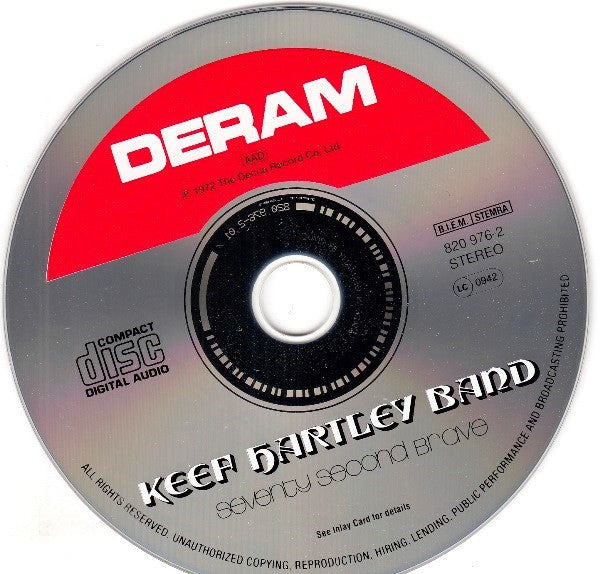 DERAM
AAD
℗ 1972 The Decca Record Co. Ltd.
B.I.E.M. STEMRA
820 976-2
STEREO
LC 0942
COMPACT
disc
DIGITAL AUDIO
KEEF HARTLEY BAND
seventy second brave
See Inlay Card for details
ALL RIGHTS RESERVED. UNAUTHORIZED COPYING, REPRODUCTION, HIRING, LENDING, PUBLIC PERFORMANCE AND BROADCASTING PROHIBITED